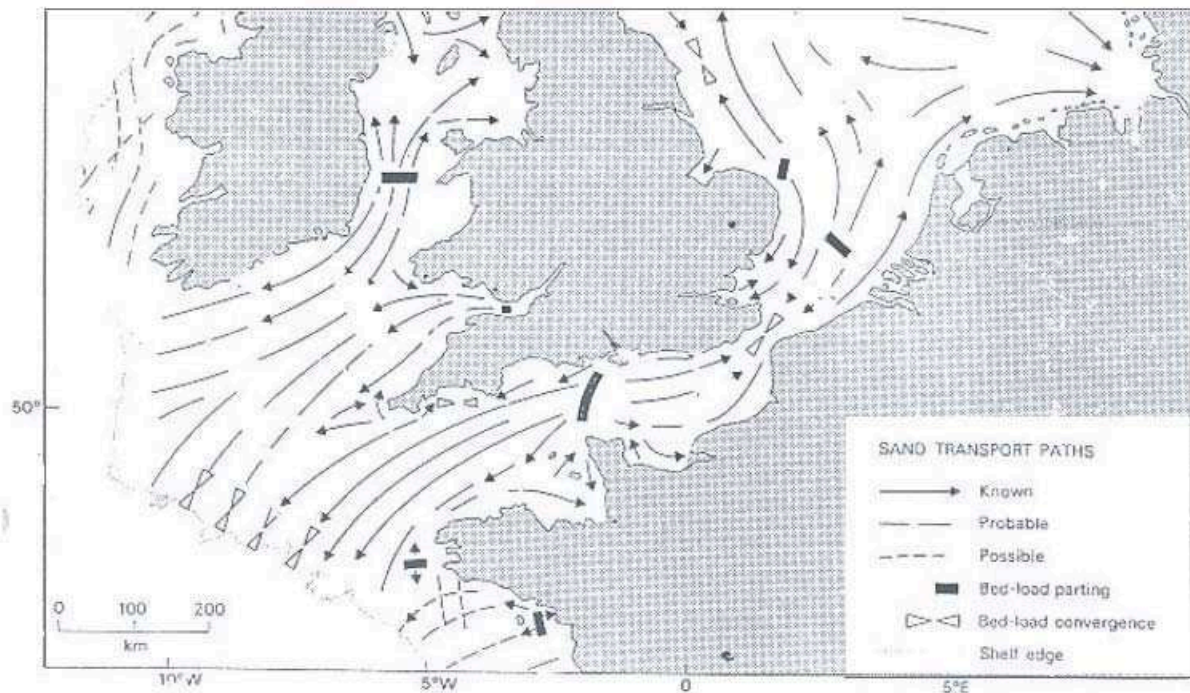 50°
SAND TRANSPORT PATHS
Known
Probable
Possible
Bed-load parting
Bed-load convergence
Shelf edge
0 100 200
km
10°W 5°W 0 5°E